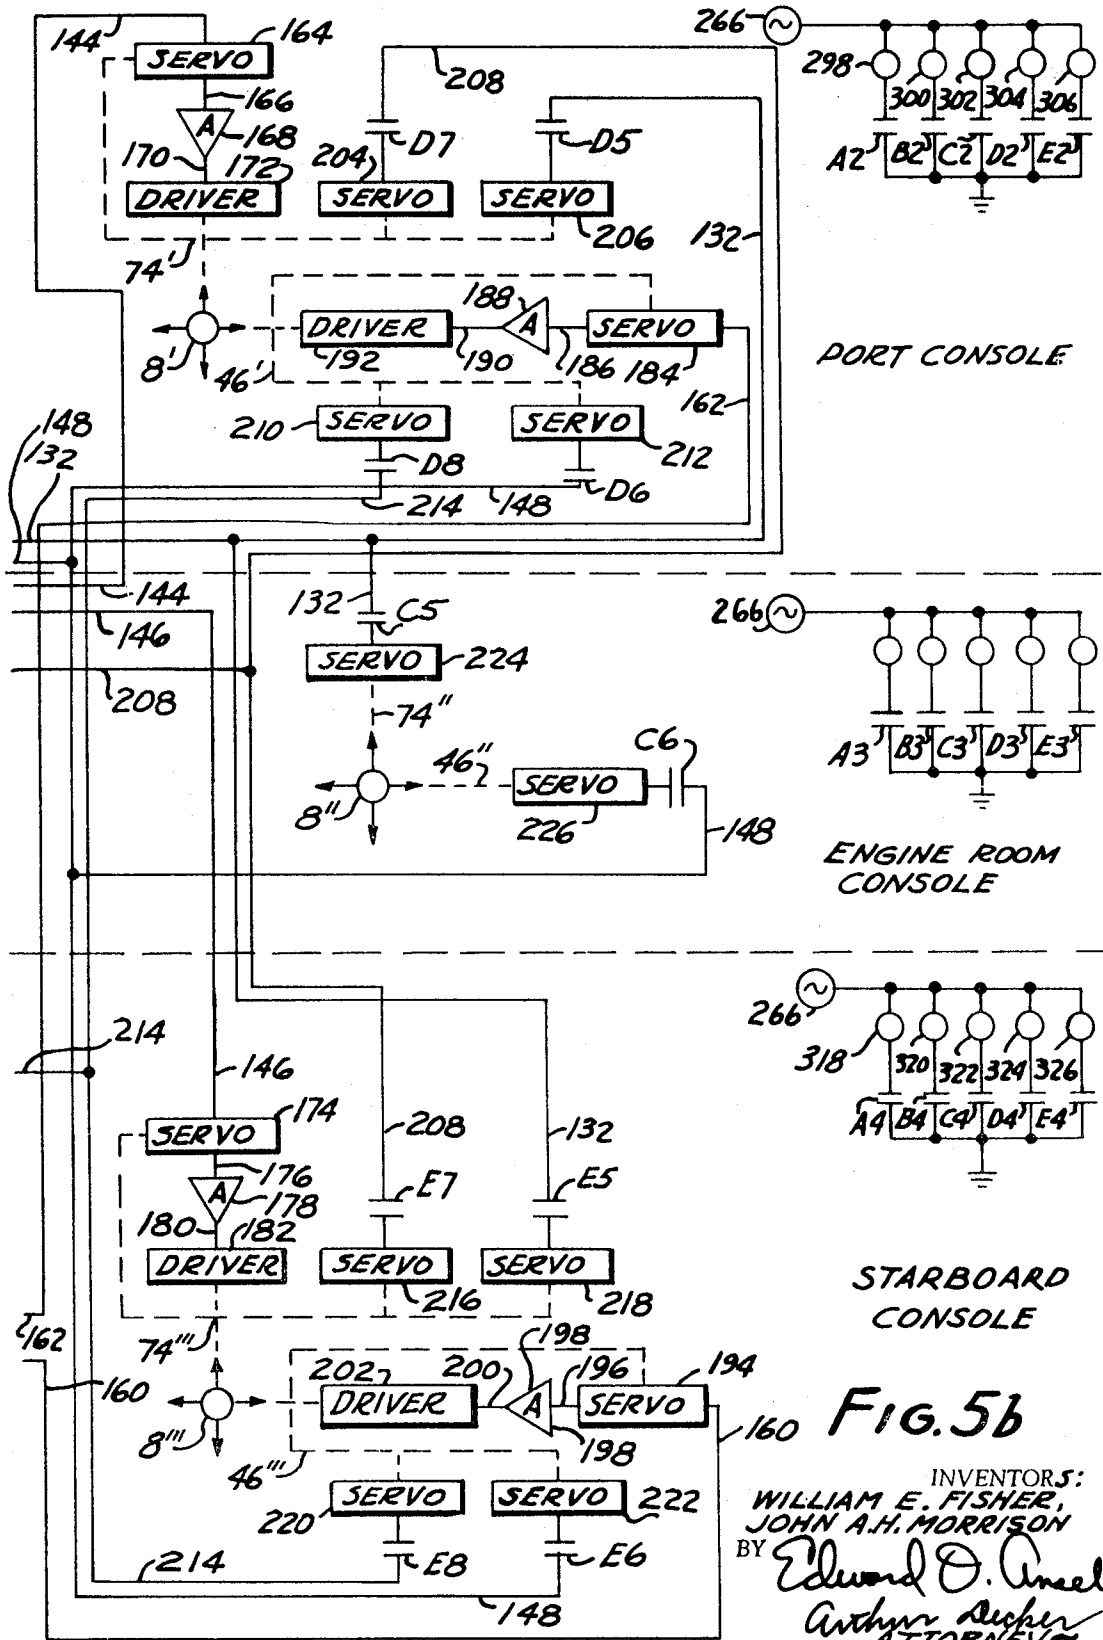 144
SERVO
164
166
A
168
170
172
DRIVER
74'
208
D7
204
SERVO
D5
SERVO
206
132
266
298
300
302
304
306
A2
B2
C2
D2
E2
PORT CONSOLE
8'
DRIVER
192
190
188
A
186
SERVO
184
46'
162
210
SERVO
SERVO
212
D8
D6
214
148
148
132
144
146
208
132
C5
SERVO
224
74"
8"
46"
SERVO
226
C6
148
266
A3
B3
C3
D3
E3
ENGINE ROOM
CONSOLE
214
146
266
318
320
322
324
326
A4
B4
C4
D4
E4
174
SERVO
176
A
178
180
182
DRIVER
208
E7
SERVO
216
132
E5
SERVO
218
STARBOARD
CONSOLE
162
160
74'''
8'''
202
DRIVER
200
198
A
198
196
SERVO
194
160
46'''
220
SERVO
SERVO
222
E8
E6
214
148
FIG. 5b
INVENTORS:
WILLIAM E. FISHER,
JOHN A.H. MORRISON
BY Edward O. Ansel
Arthur Decker
ATTORNEYS